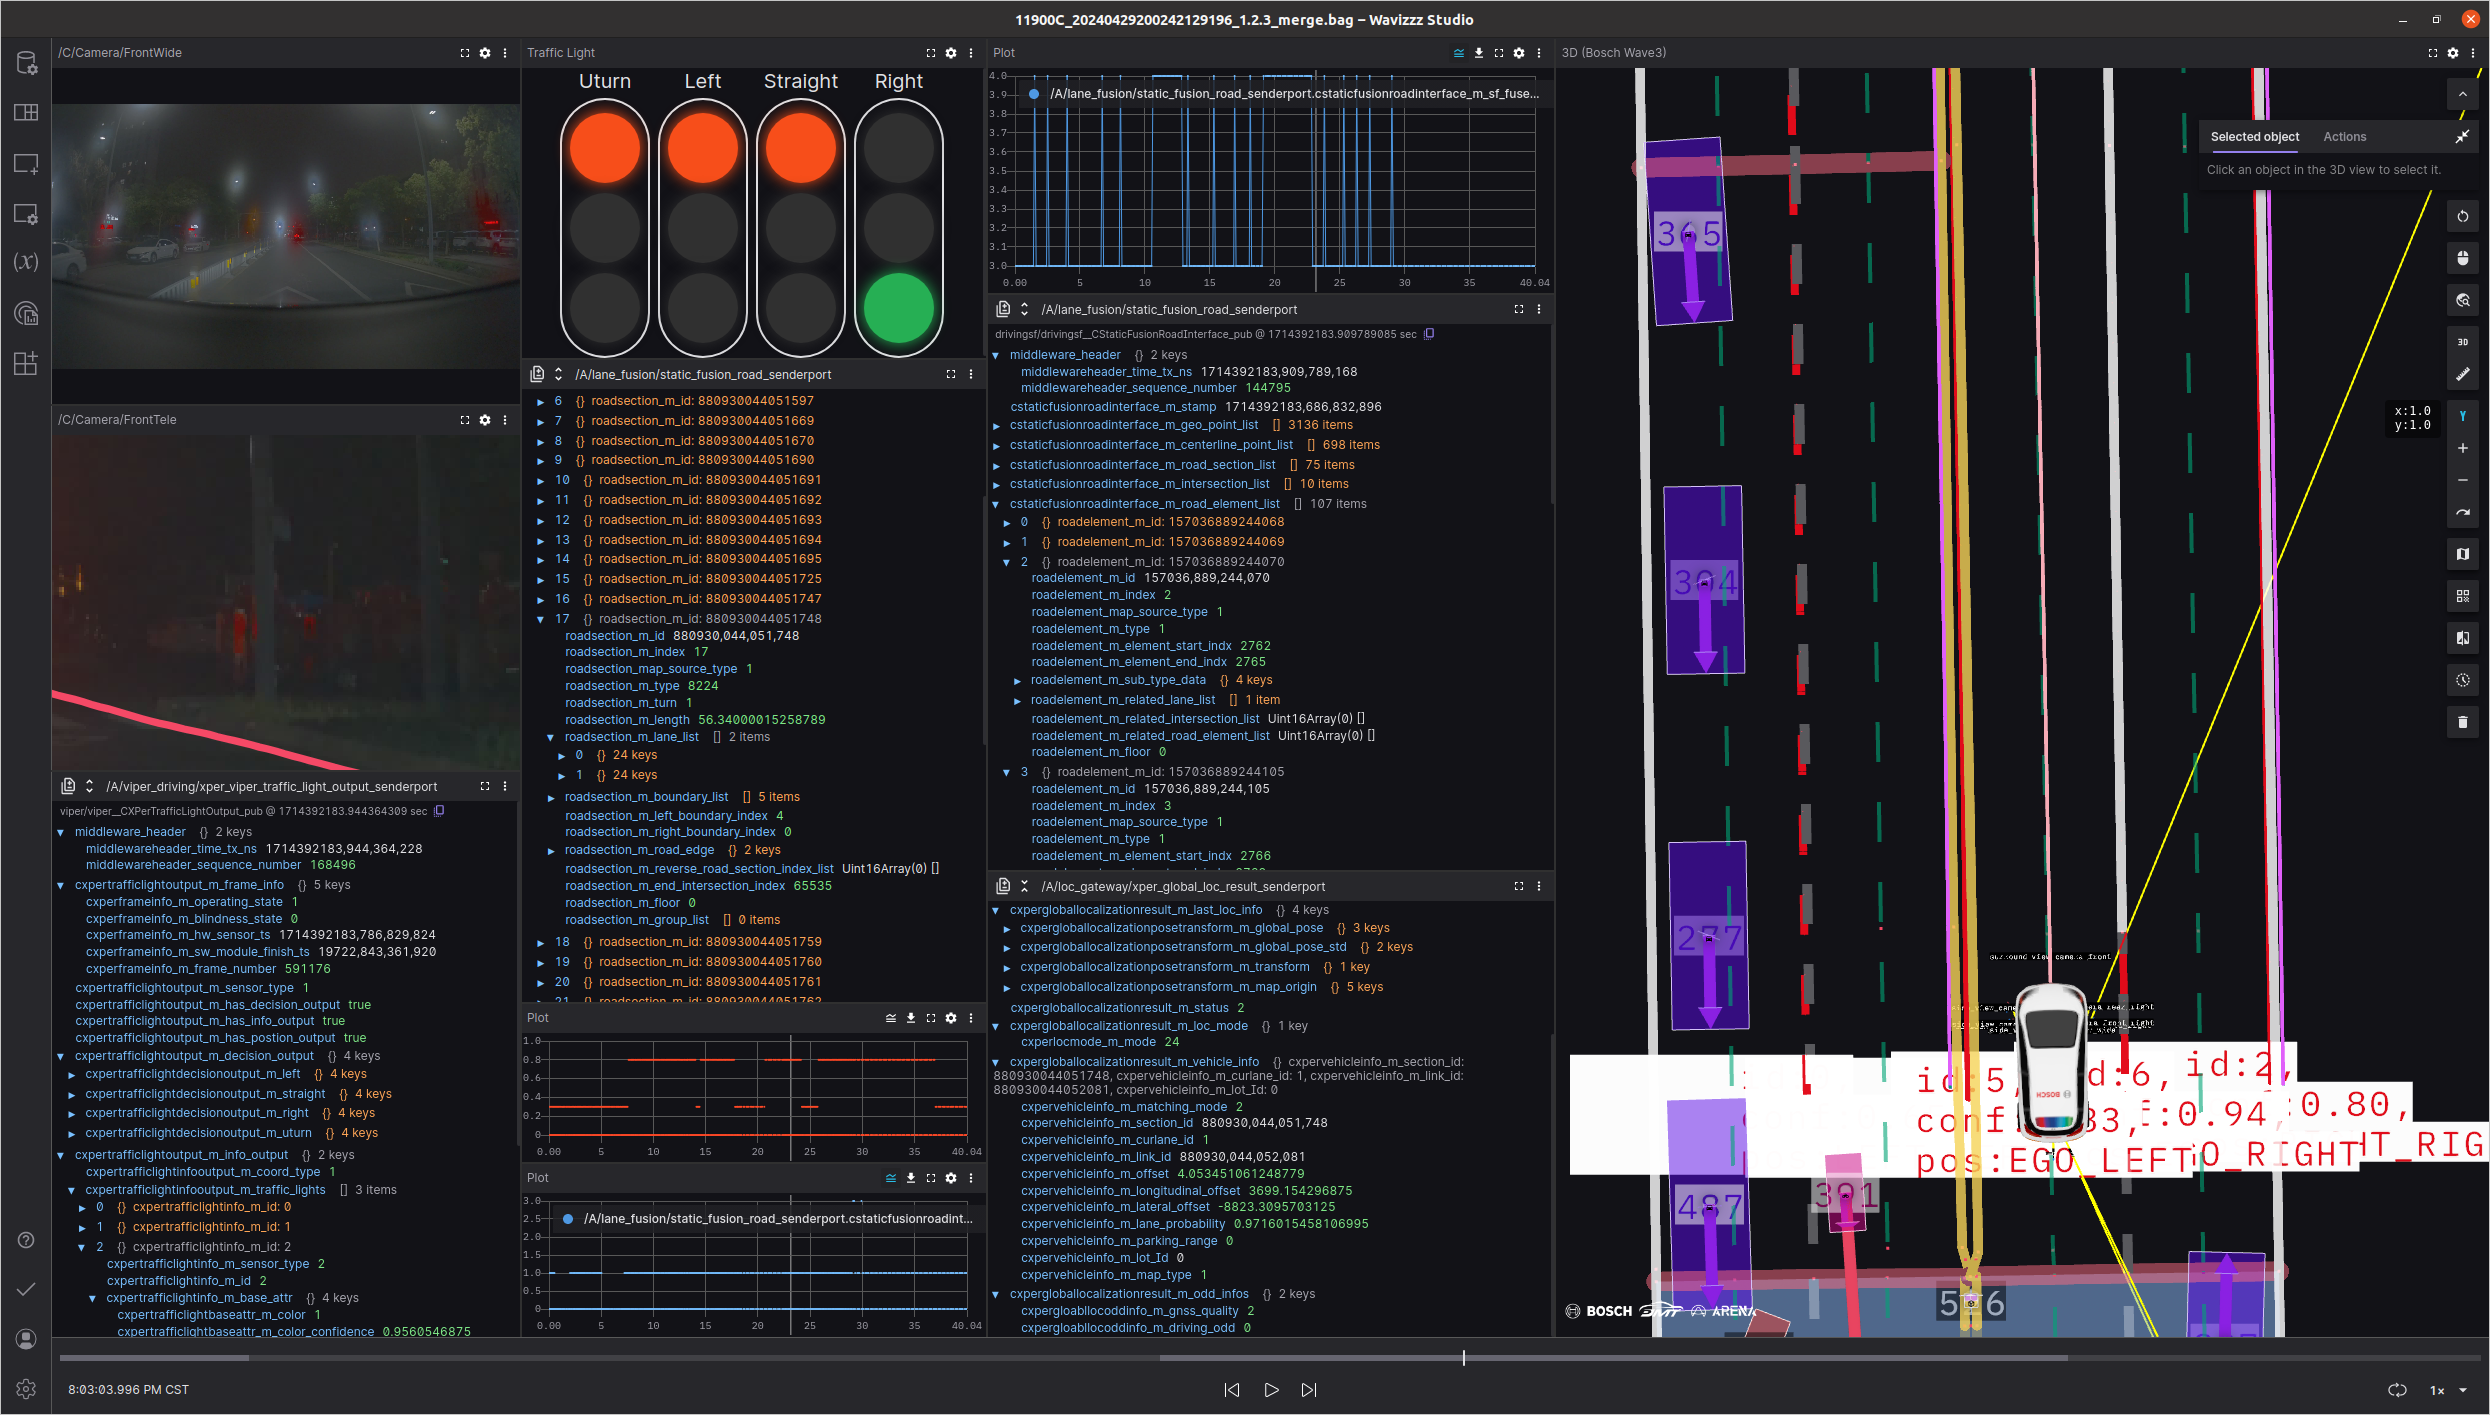 11900C_20240429200242129196_1.2.3_merge.bag – Wavizzz Studio
/C/Camera/FrontWide
/C/Camera/FrontTele
/A/viper_driving/xper_viper_traffic_light_output_senderport
viper/viper__CXPerTrafficLightOutput_pub @ 1714392183.944364309 sec
middleware_header {} 2 keys
middlewareheader_time_tx_ns 1714392183,944,364,228
middlewareheader_sequence_number 168496
cxpertrafficlightoutput_m_frame_info {} 5 keys
cxperframeinfo_m_operating_state 1
cxperframeinfo_m_blindness_state 0
cxperframeinfo_m_hw_sensor_ts 1714392183,786,829,824
cxperframeinfo_m_sw_module_finish_ts 19722,843,361,920
cxperframeinfo_m_frame_number 591176
cxpertrafficlightoutput_m_sensor_type 1
cxpertrafficlightoutput_m_has_decision_output true
cxpertrafficlightoutput_m_has_info_output true
cxpertrafficlightoutput_m_has_postion_output true
cxpertrafficlightoutput_m_decision_output {} 4 keys
cxpertrafficlightdecisionoutput_m_left {} 4 keys
cxpertrafficlightdecisionoutput_m_straight {} 4 keys
cxpertrafficlightdecisionoutput_m_right {} 4 keys
cxpertrafficlightdecisionoutput_m_uturn {} 4 keys
cxpertrafficlightoutput_m_info_output {} 2 keys
cxpertrafficlightinfooutput_m_coord_type 1
cxpertrafficlightinfooutput_m_traffic_lights [] 3 items
0 {} cxpertrafficlightinfo_m_id: 0
1 {} cxpertrafficlightinfo_m_id: 1
2 {} cxpertrafficlightinfo_m_id: 2
cxpertrafficlightinfo_m_sensor_type 2
cxpertrafficlightinfo_m_id 2
cxpertrafficlightinfo_m_base_attr {} 4 keys
cxpertrafficlightbaseattr_m_color 1
cxpertrafficlightbaseattr_m_color_confidence 0.9560546875
Traffic Light
Uturn Left Straight Right
/A/lane_fusion/static_fusion_road_senderport
6 {} roadsection_m_id: 880930044051597
7 {} roadsection_m_id: 880930044051669
8 {} roadsection_m_id: 880930044051670
9 {} roadsection_m_id: 880930044051690
10 {} roadsection_m_id: 880930044051691
11 {} roadsection_m_id: 880930044051692
12 {} roadsection_m_id: 880930044051693
13 {} roadsection_m_id: 880930044051694
14 {} roadsection_m_id: 880930044051695
15 {} roadsection_m_id: 880930044051725
16 {} roadsection_m_id: 880930044051747
17 {} roadsection_m_id: 880930044051748
roadsection_m_id 880930,044,051,748
roadsection_m_index 17
roadsection_map_source_type 1
roadsection_m_type 8224
roadsection_m_turn 1
roadsection_m_length 56.34000015258789
roadsection_m_lane_list [] 2 items
0 {} 24 keys
1 {} 24 keys
roadsection_m_boundary_list [] 5 items
roadsection_m_left_boundary_index 4
roadsection_m_right_boundary_index 0
roadsection_m_road_edge {} 2 keys
roadsection_m_reverse_road_section_index_list Uint16Array(0) []
roadsection_m_end_intersection_index 65535
roadsection_m_floor 0
roadsection_m_group_list [] 0 items
18 {} roadsection_m_id: 880930044051759
19 {} roadsection_m_id: 880930044051760
20 {} roadsection_m_id: 880930044051761
21 {} roadsection_m_id: 880930044051762
Plot
1.0
0.8
0.6
0.4
0.2
0
0.00 5 10 15 20 25 30 35 40.04
Plot
/A/lane_fusion/static_fusion_road_senderport.cstaticfusionroadint...
3.0
2.5
2.0
1.5
1.0
0.5
0
0.00 5 10 15 20 25 30 35 40.04
Plot
/A/lane_fusion/static_fusion_road_senderport.cstaticfusionroadinterface_m_sf_fuse...
4.0
3.9
3.8
3.7
3.6
3.5
3.4
3.3
3.2
3.1
3.0
0.00 5 10 15 20 25 30 35 40.04
/A/lane_fusion/static_fusion_road_senderport
drivingsf/drivingsf__CStaticFusionRoadInterface_pub @ 1714392183.909789085 sec
middleware_header {} 2 keys
middlewareheader_time_tx_ns 1714392183,909,789,168
middlewareheader_sequence_number 144795
cstaticfusionroadinterface_m_stamp 1714392183,686,832,896
cstaticfusionroadinterface_m_geo_point_list [] 3136 items
cstaticfusionroadinterface_m_centerline_point_list [] 698 items
cstaticfusionroadinterface_m_road_section_list [] 75 items
cstaticfusionroadinterface_m_intersection_list [] 10 items
cstaticfusionroadinterface_m_road_element_list [] 107 items
0 {} roadelement_m_id: 157036889244068
1 {} roadelement_m_id: 157036889244069
2 {} roadelement_m_id: 157036889244070
roadelement_m_id 157036,889,244,070
roadelement_m_index 2
roadelement_map_source_type 1
roadelement_m_type 1
roadelement_m_element_start_indx 2762
roadelement_m_element_end_indx 2765
roadelement_m_sub_type_data {} 4 keys
roadelement_m_related_lane_list [] 1 item
roadelement_m_related_intersection_list Uint16Array(0) []
roadelement_m_related_road_element_list Uint16Array(0) []
roadelement_m_floor 0
3 {} roadelement_m_id: 157036889244105
roadelement_m_id 157036,889,244,105
roadelement_m_index 3
roadelement_map_source_type 1
roadelement_m_type 1
roadelement_m_element_start_indx 2766
/A/loc_gateway/xper_global_loc_result_senderport
cxpergloballocalizationresult_m_last_loc_info {} 4 keys
cxpergloballocalizationposetransform_m_global_pose {} 3 keys
cxpergloballocalizationposetransform_m_global_pose_std {} 2 keys
cxpergloballocalizationposetransform_m_transform {} 1 key
cxpergloballocalizationposetransform_m_map_origin {} 5 keys
cxpergloballocalizationresult_m_status 2
cxpergloballocalizationresult_m_loc_mode {} 1 key
cxperlocmode_m_mode 24
cxpergloballocalizationresult_m_vehicle_info {} cxpervehicleinfo_m_section_id:
880930044051748, cxpervehicleinfo_m_curlane_id: 1, cxpervehicleinfo_m_link_id:
880930044052081, cxpervehicleinfo_m_lot_Id: 0
cxpervehicleinfo_m_matching_mode 2
cxpervehicleinfo_m_section_id 880930,044,051,748
cxpervehicleinfo_m_curlane_id 1
cxpervehicleinfo_m_link_id 880930,044,052,081
cxpervehicleinfo_m_offset 4.053451061248779
cxpervehicleinfo_m_longitudinal_offset 3699.154296875
cxpervehicleinfo_m_lateral_offset -8823.3095703125
cxpervehicleinfo_m_lane_probability 0.9716015458106995
cxpervehicleinfo_m_parking_range 0
cxpervehicleinfo_m_lot_Id 0
cxpervehicleinfo_m_map_type 1
cxpergloballocalizationresult_m_odd_infos {} 2 keys
cxpergloabllocoddinfo_m_gnss_quality 2
cxpergloabllocoddinfo_m_driving_odd 0
3D (Bosch Wave3)
Selected object Actions
Click an object in the 3D view to select it.
3D
x:1.0
y:1.0
Y
365
304
277
487
301
surround view camera front
id:5, d:6, id:2,
conf 83, f:0.94, :0.80,
pos:EGO_LEFT O_RIGHT HT_RIG
BOSCH
BOSCH ARENA
8:03:03.996 PM CST
1×